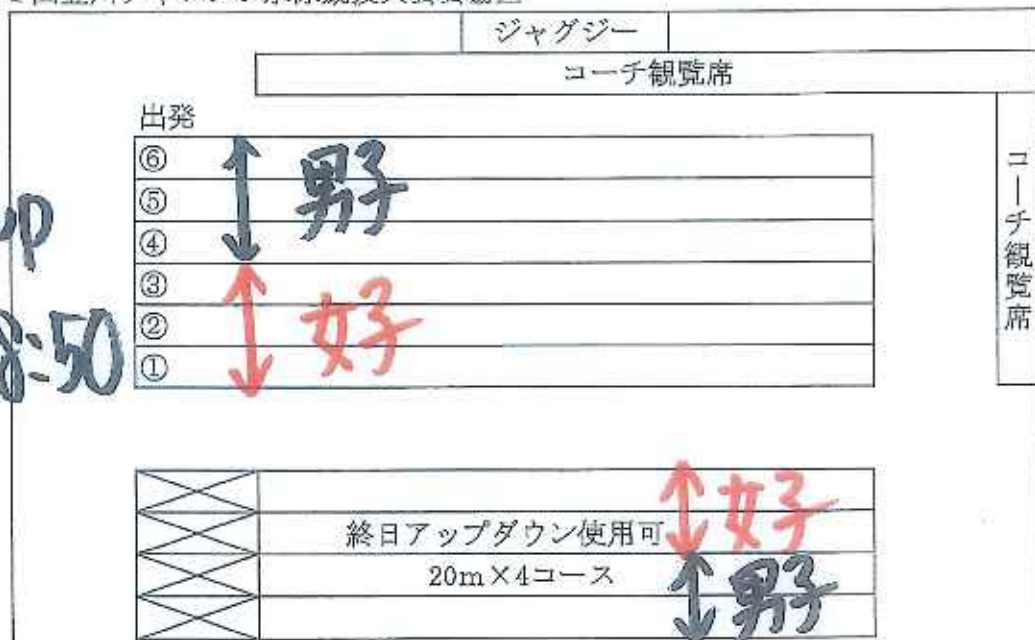 ジャグジー
コーチ観覧席
出発
⑥
男子
⑤
④
③
②
女子
①
8:50
コーチ観覧席
女子
終日アップダウン使用可
20m×4コース
男子